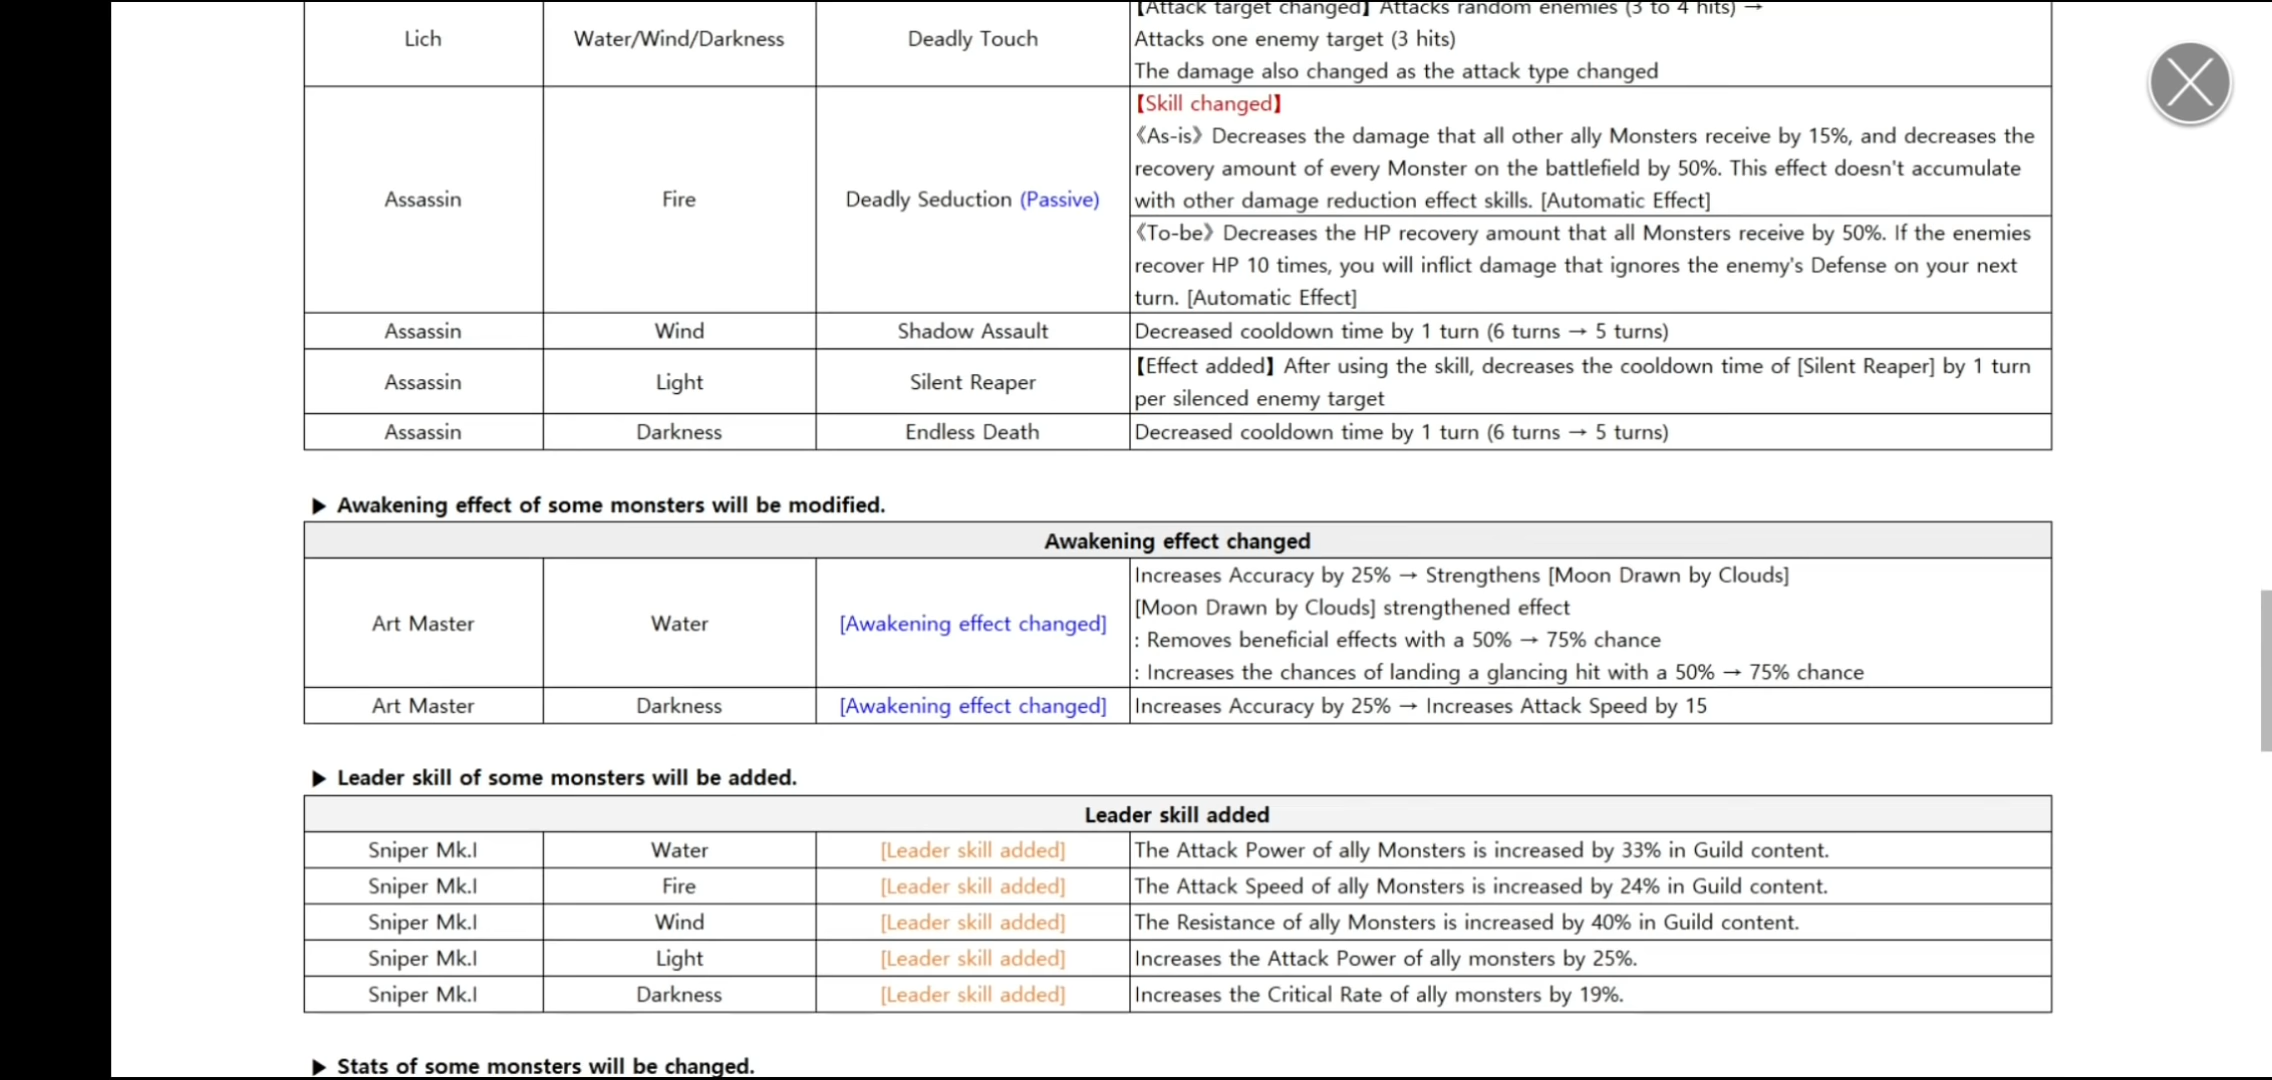 【Attack target changed】 Attacks random enemies (3 to 4 hits) →
Lich Water/Wind/Darkness Deadly Touch Attacks one enemy target (3 hits)
The damage also changed as the attack type changed
【Skill changed】
《As-is》 Decreases the damage that all other ally Monsters receive by 15%, and decreases the
recovery amount of every Monster on the battlefield by 50%. This effect doesn't accumulate
Assassin Fire Deadly Seduction (Passive) with other damage reduction effect skills. [Automatic Effect]
《To-be》 Decreases the HP recovery amount that all Monsters receive by 50%. If the enemies
recover HP 10 times, you will inflict damage that ignores the enemy's Defense on your next
turn. [Automatic Effect]
Assassin Wind Shadow Assault Decreased cooldown time by 1 turn (6 turns → 5 turns)
Assassin Light Silent Reaper 【Effect added】 After using the skill, decreases the cooldown time of [Silent Reaper] by 1 turn
per silenced enemy target
Assassin Darkness Endless Death Decreased cooldown time by 1 turn (6 turns → 5 turns)
▶ Awakening effect of some monsters will be modified.
Awakening effect changed
Increases Accuracy by 25% → Strengthens [Moon Drawn by Clouds]
[Moon Drawn by Clouds] strengthened effect
Art Master Water [Awakening effect changed] : Removes beneficial effects with a 50% → 75% chance
: Increases the chances of landing a glancing hit with a 50% → 75% chance
Art Master Darkness [Awakening effect changed] Increases Accuracy by 25% → Increases Attack Speed by 15
▶ Leader skill of some monsters will be added.
Leader skill added
Sniper Mk.I Water [Leader skill added] The Attack Power of ally Monsters is increased by 33% in Guild content.
Sniper Mk.I Fire [Leader skill added] The Attack Speed of ally Monsters is increased by 24% in Guild content.
Sniper Mk.I Wind [Leader skill added] The Resistance of ally Monsters is increased by 40% in Guild content.
Sniper Mk.I Light [Leader skill added] Increases the Attack Power of ally monsters by 25%.
Sniper Mk.I Darkness [Leader skill added] Increases the Critical Rate of ally monsters by 19%.
▶ Stats of some monsters will be changed.